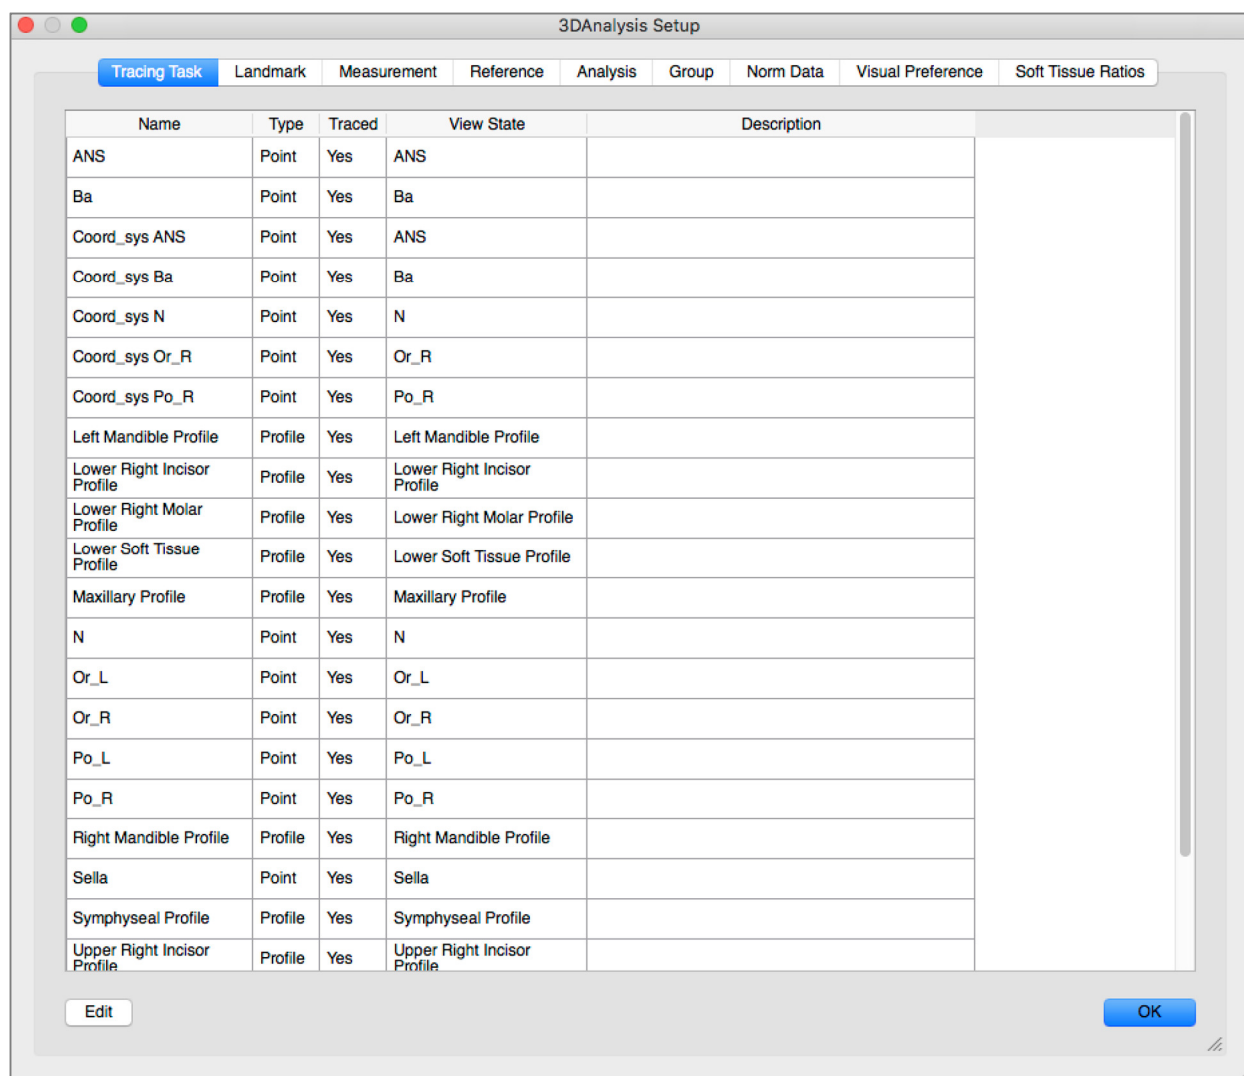 3DAnalysis Setup
Tracing Task Landmark Measurement Reference Analysis Group Norm Data Visual Preference Soft Tissue Ratios
Name Type Traced View State Description
ANS Point Yes ANS
Ba Point Yes Ba
Coord_sys ANS Point Yes ANS
Coord_sys Ba Point Yes Ba
Coord_sys N Point Yes N
Coord_sys Or_R Point Yes Or_R
Coord_sys Po_R Point Yes Po_R
Left Mandible Profile Profile Yes Left Mandible Profile
Lower Right Incisor
Profile Profile Yes Lower Right Incisor
Profile
Lower Right Molar
Profile Profile Yes Lower Right Molar Profile
Lower Soft Tissue
Profile Profile Yes Lower Soft Tissue Profile
Maxillary Profile Profile Yes Maxillary Profile
N Point Yes N
Or_L Point Yes Or_L
Or_R Point Yes Or_R
Po_L Point Yes Po_L
Po_R Point Yes Po_R
Right Mandible Profile Profile Yes Right Mandible Profile
Sella Point Yes Sella
Symphyseal Profile Profile Yes Symphyseal Profile
Upper Right Incisor
Profile Profile Yes Upper Right Incisor
Profile
Edit OK